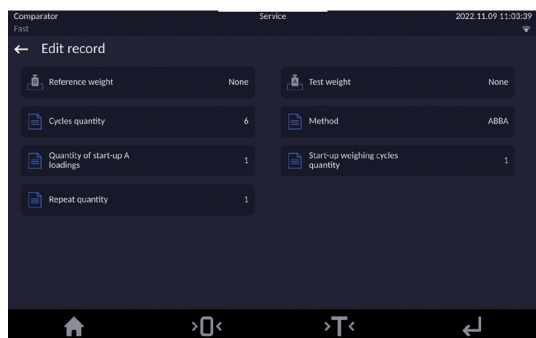 Comparator Service 2022.11.09 11:03:39
Fast
Edit record
Reference weight None
Test weight None
Cycles quantity 6
Method ABBA
Quantity of start-up A
loadings 1
Start-up weighing cycles
quantity 1
Repeat quantity 1
>0<
>T<